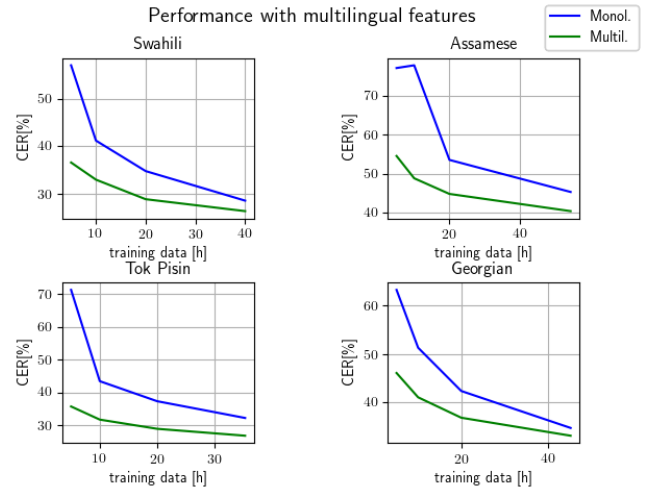 Performance with multilingual features
Monol.
Multil.
Swahili
CER[%]
50
40
30
10
20
30
40
training data [h]
Assamese
CER[%]
70
60
50
40
20
40
training data [h]
Tok Pisin
CER[%]
70
60
50
40
30
10
20
30
training data [h]
Georgian
CER[%]
60
50
40
20
40
training data [h]